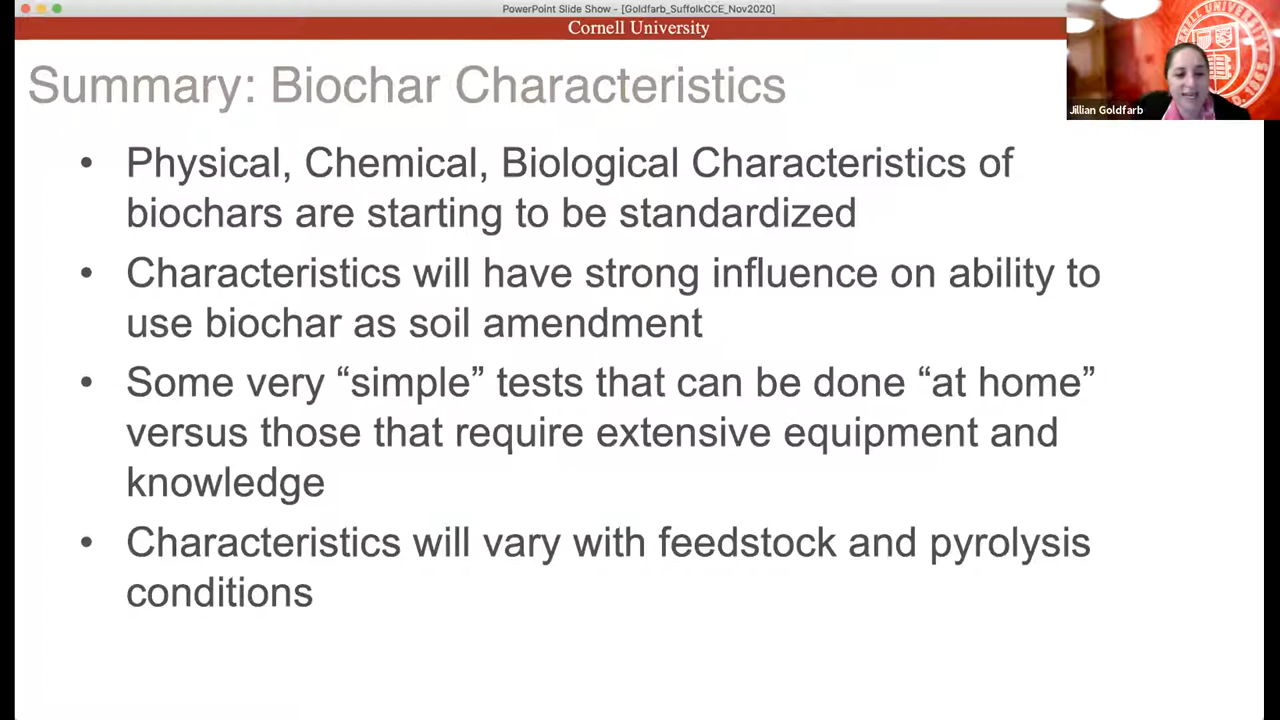 PowerPoint Slide Show - [Goldfarb_SuffolkCCE_Nov2020]
Cornell University
Summary: Biochar Characteristics
• Physical, Chemical, Biological Characteristics of
biochars are starting to be standardized
• Characteristics will have strong influence on ability to
use biochar as soil amendment
• Some very “simple” tests that can be done “at home”
versus those that require extensive equipment and
knowledge
• Characteristics will vary with feedstock and pyrolysis
conditions
Jillian Goldfarb